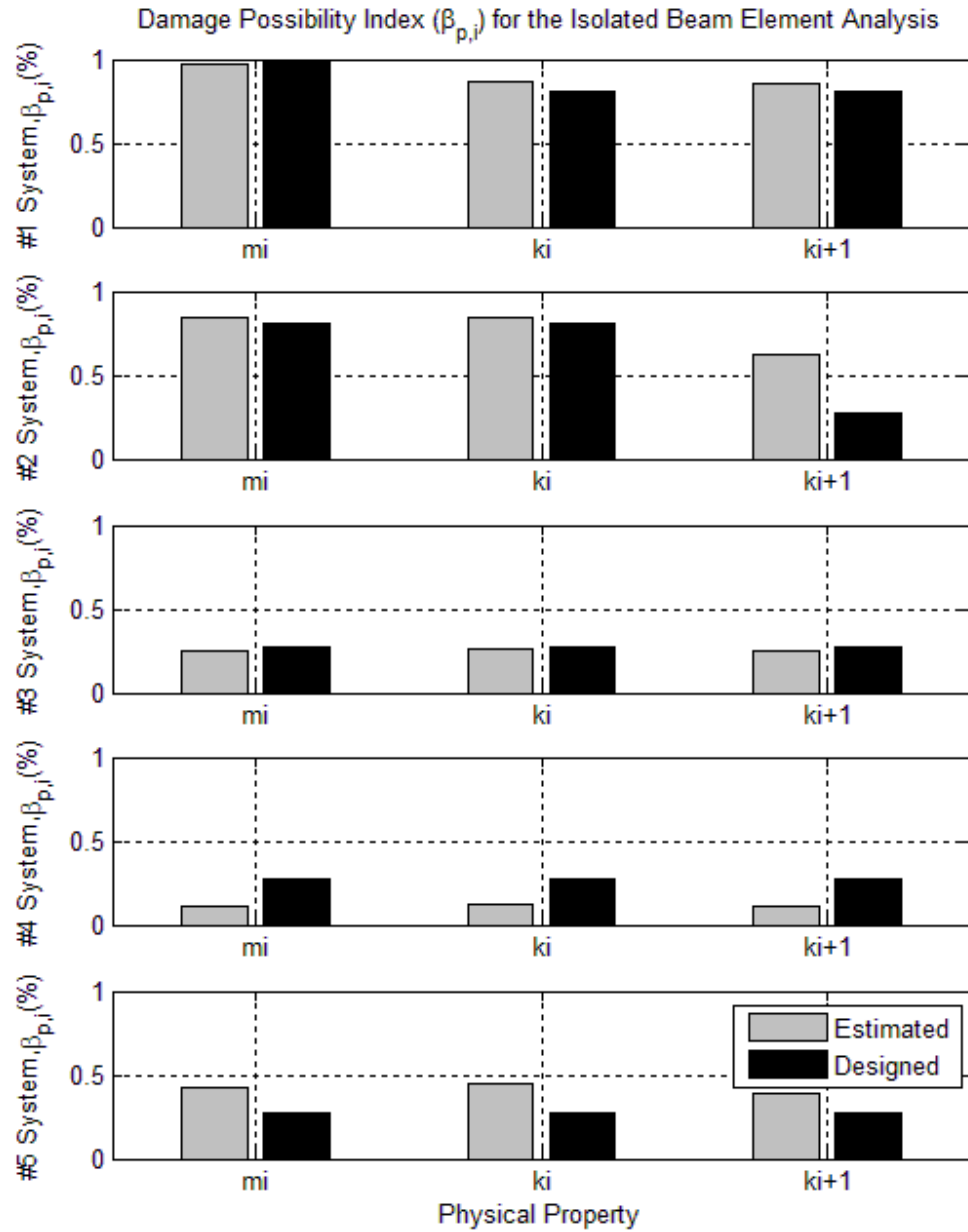 Damage Possibility Index (βp,i) for the Isolated Beam Element Analysis
#1 System,βp,i(%)
1
0.5
0
mi ki ki+1
#2 System,βp,i(%)
1
0.5
0
mi ki ki+1
#3 System,βp,i(%)
1
0.5
0
mi ki ki+1
#4 System,βp,i(%)
1
0.5
0
mi ki ki+1
#5 System,βp,i(%)
1
0.5
0
Estimated
Designed
mi ki ki+1
Physical Property